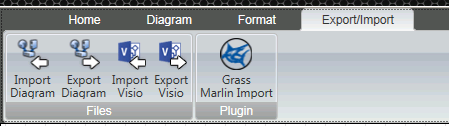 Home Diagram Format Export/Import
Import Export Import Export Grass
Diagram Diagram Visio Visio Marlin Import
Files Plugin